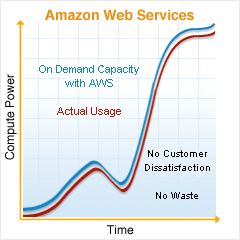 Amazon Web Services
On Demand Capacity
with AWS
Actual Usage
Compute Power
No Customer
Dissatisfaction
No Waste
Time